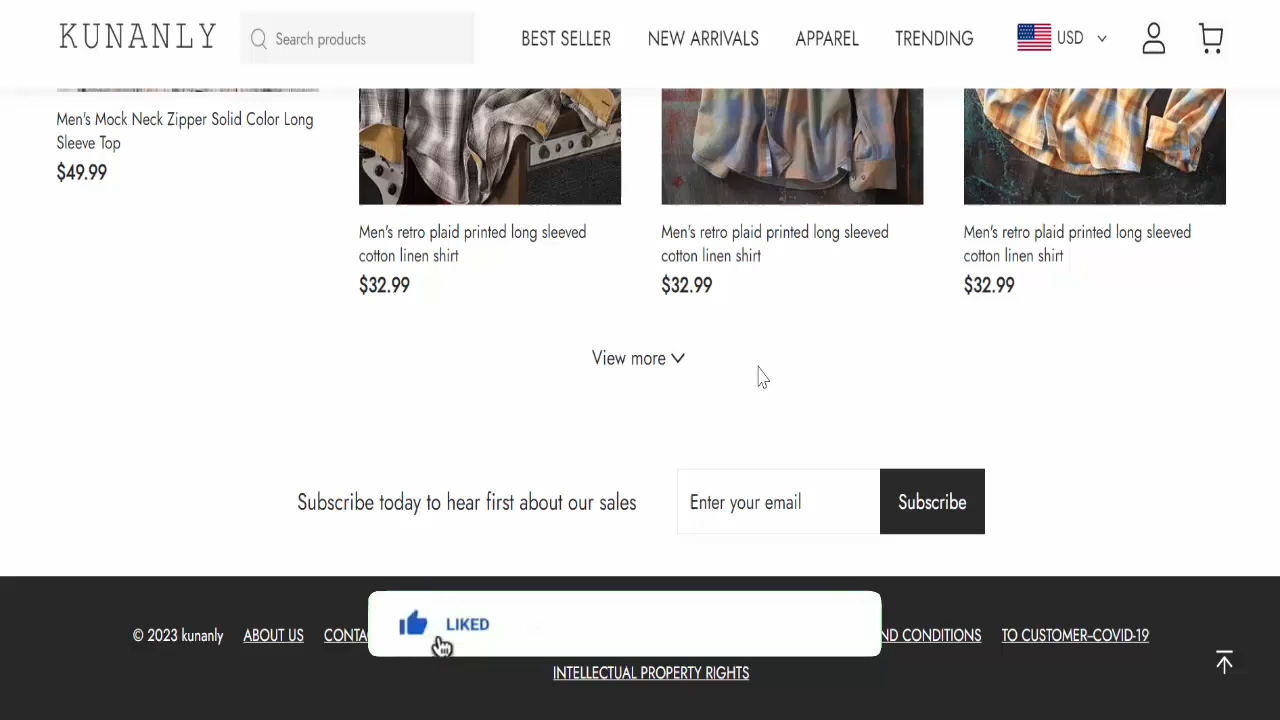 KUNANLY
Search products
BEST SELLER
NEW ARRIVALS
APPAREL
TRENDING
USD
Men's Mock Neck Zipper Solid Color Long
Sleeve Top
$49.99
Men's retro plaid printed long sleeved
cotton linen shirt
$32.99
Men's retro plaid printed long sleeved
cotton linen shirt
$32.99
Men's retro plaid printed long sleeved
cotton linen shirt
$32.99
View more
Subscribe today to hear first about our sales
Enter your email
Subscribe
© 2023 kunanly
ABOUT US
CONTA
LIKED
ND CONDITIONS
TO CUSTOMER-COVID-19
INTELLECTUAL PROPERTY RIGHTS